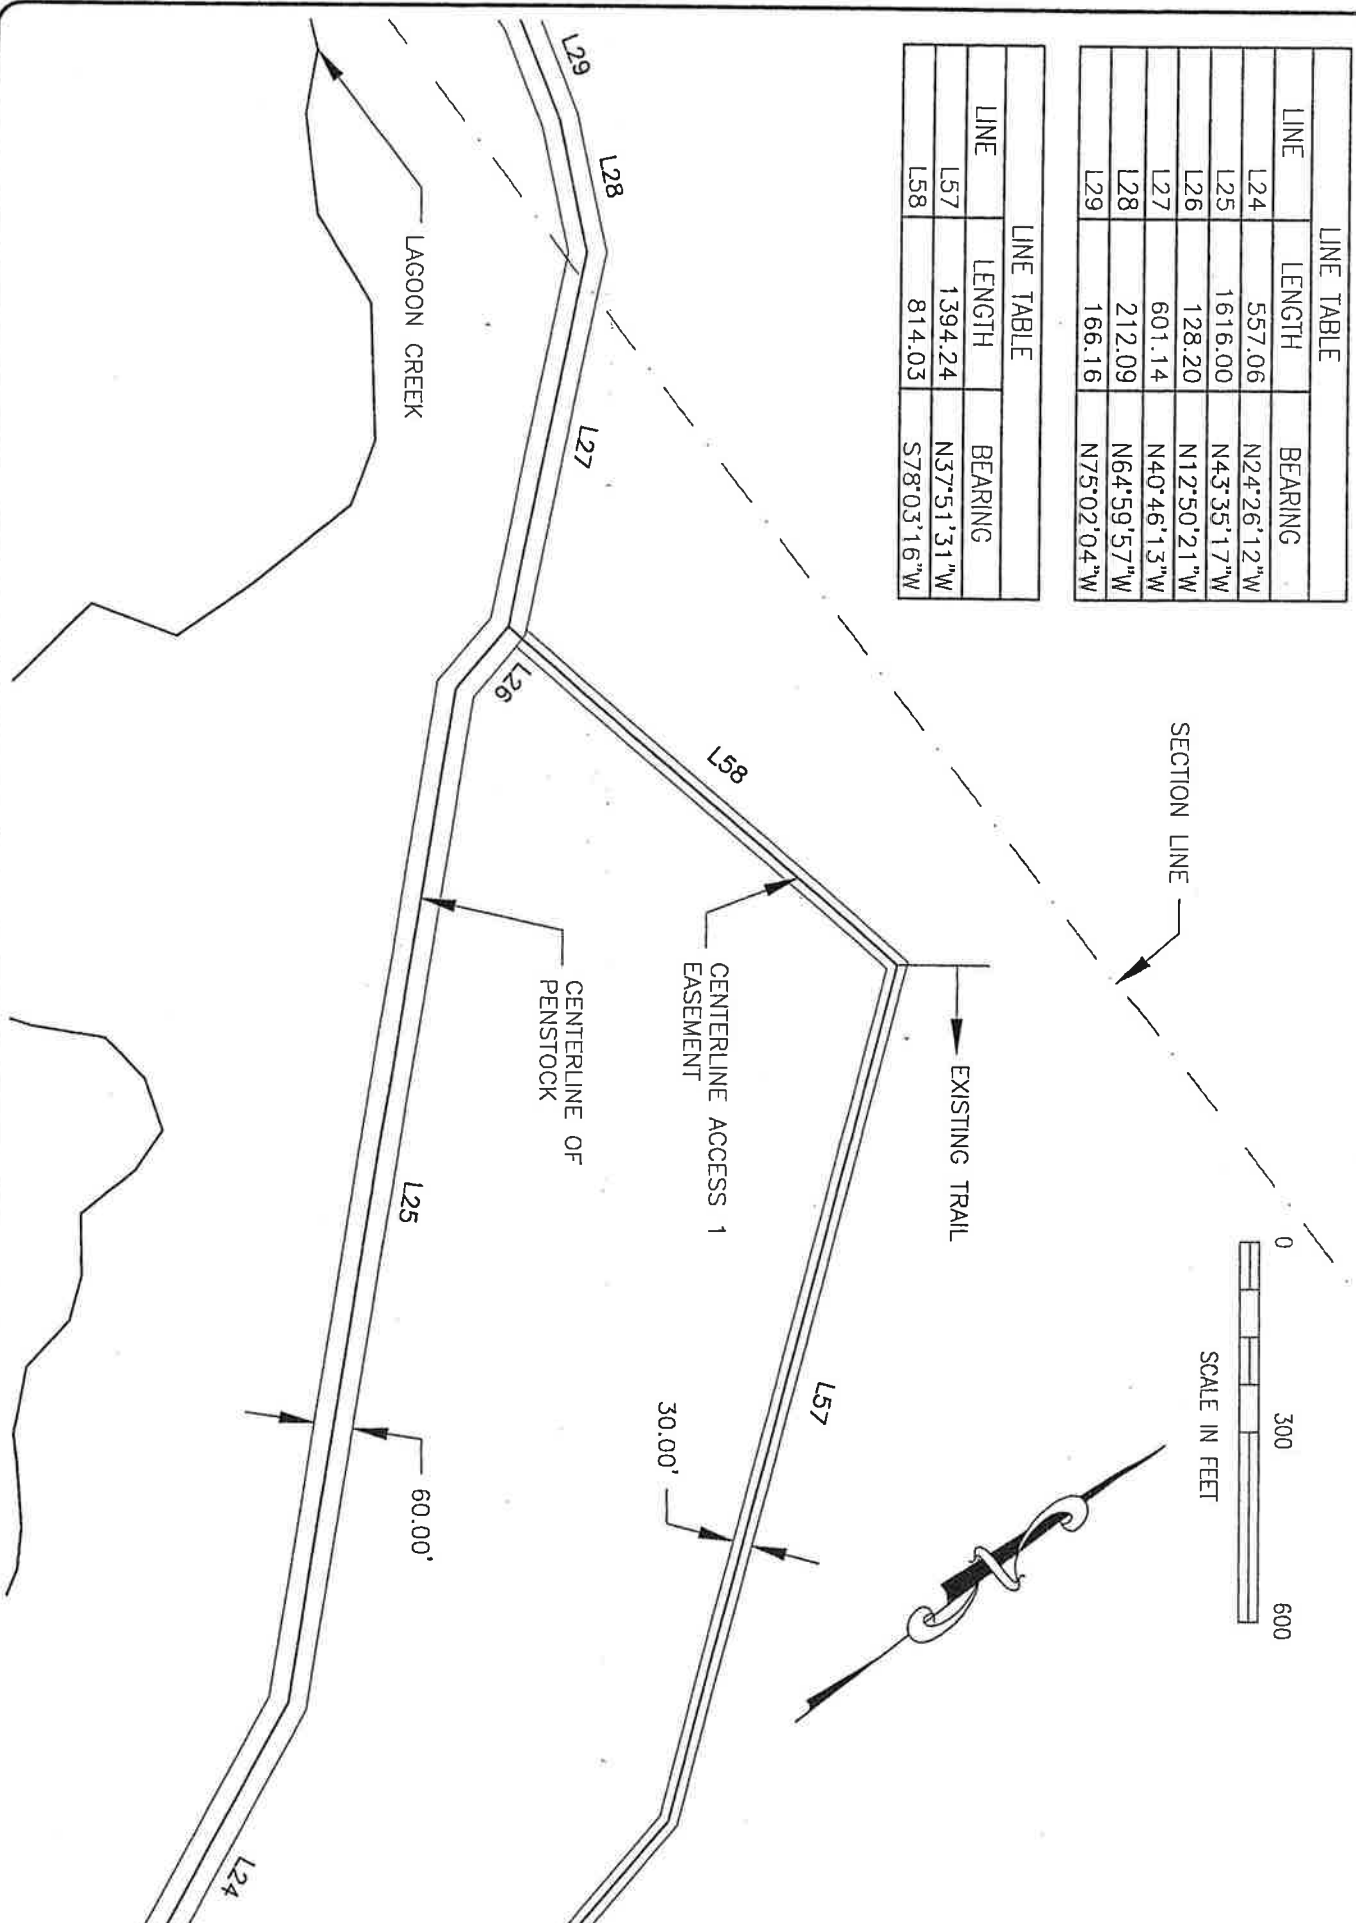 LINE TABLE
LINE LENGTH BEARING
L24 557.06 N24°26'12"W
L25 1616.00 N43°35'17"W
L26 128.20 N12°50'21"W
L27 601.14 N40°46'13"W
L28 212.09 N64°59'57"W
L29 166.16 N75°02'04"W
LINE TABLE
LINE LENGTH BEARING
L57 1394.24 N37°51'31"W
L58 814.03 S78°03'16"W
SECTION LINE
0 300 600
SCALE IN FEET
EXISTING TRAIL
L57
30.00'
L58
CENTERLINE ACCESS 1
EASEMENT
CENTERLINE OF
PENSTOCK
L29
L28
L27
L26
L25
60.00'
L24
LAGOON CREEK